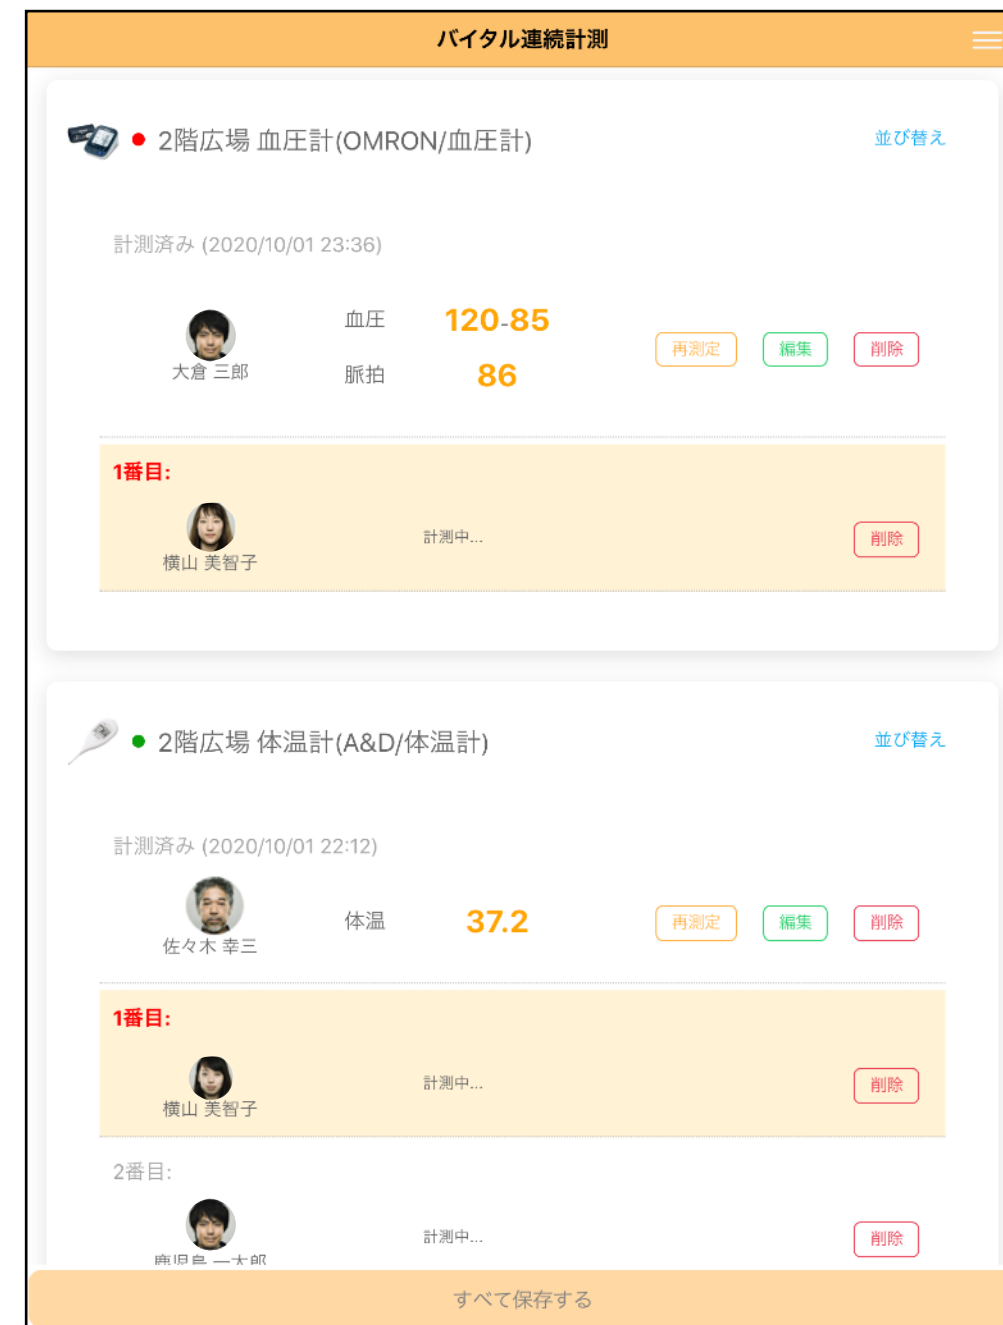 バイタル連続計測
2階広場 血圧計(OMRON/血圧計)
並び替え
計測済み (2020/10/01 23:36)
血圧 120-85
再測定 編集 削除
大倉 三郎
脈拍 86
1番目:
計測中...
削除
横山 美智子
2階広場 体温計(A&D/体温計)
並び替え
計測済み (2020/10/01 22:12)
体温 37.2
再測定 編集 削除
佐々木 幸三
1番目:
計測中...
削除
横山 美智子
2番目:
計測中...
削除
鹿児島 一太郎
すべて保存する